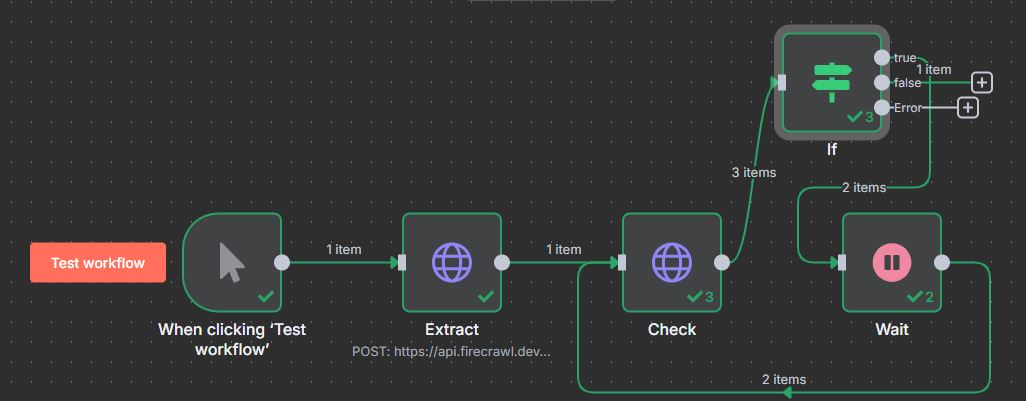 true
1 item
false
Error
3
If
3 items
2 items
Test workflow
1 item
1 item
3
2
When clicking ‘Test
workflow’
Extract
POST: https://api.firecrawl.dev...
Check
Wait
2 items